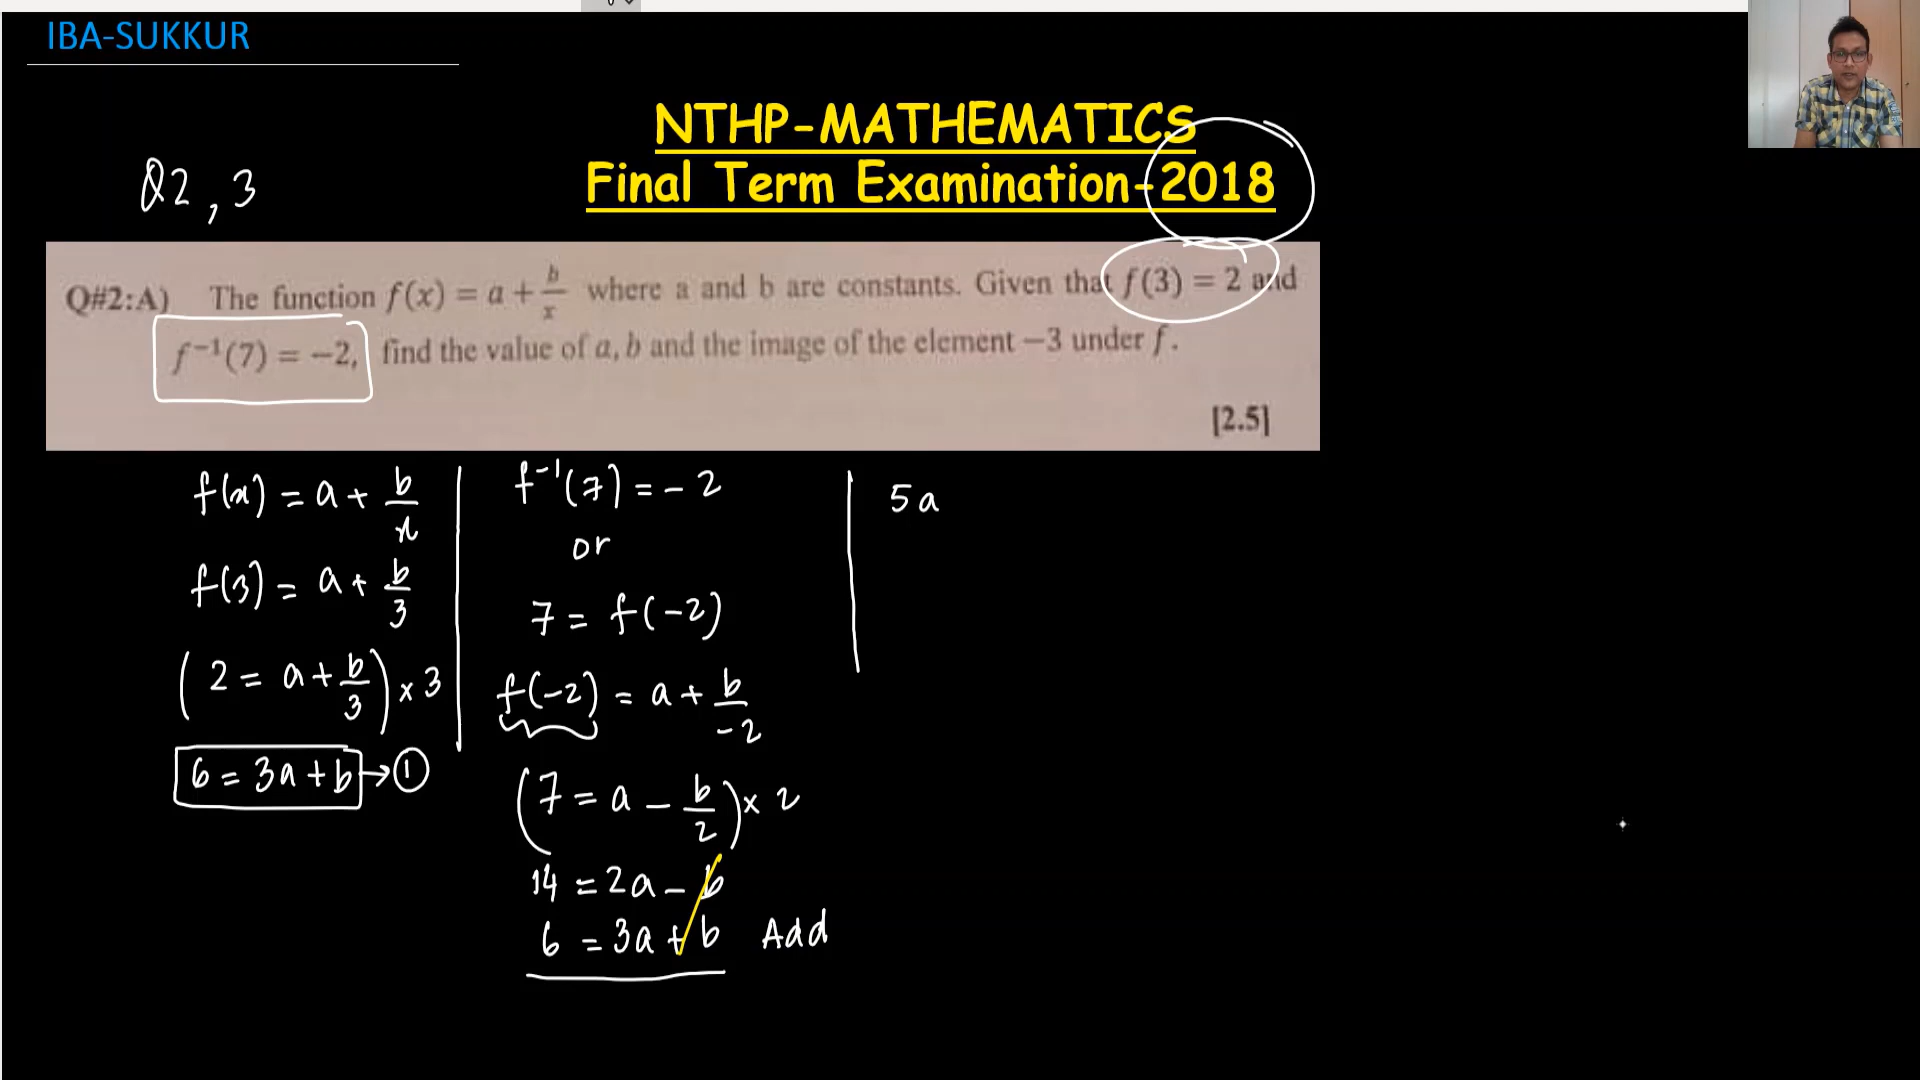 IBA-SUKKUR
NTHP-MATHEMATICS
Final Term Examination-2018
Q2, 3
Q#2:A) The function f(x) = a + b/x where a and b are constants. Given that f(3) = 2 and
f⁻¹(7) = −2, find the value of a, b and the image of the element −3 under f.
[2.5]
f(x) = a + b/x
f(3) = a + b/3
(2 = a + b/3) × 3
6 = 3a + b → ①
f⁻¹(7) = -2
or
7 = f(-2)
f(-2) = a + b/-2
(7 = a - b/2) × 2
14 = 2a - b
6 = 3a + b Add
5a